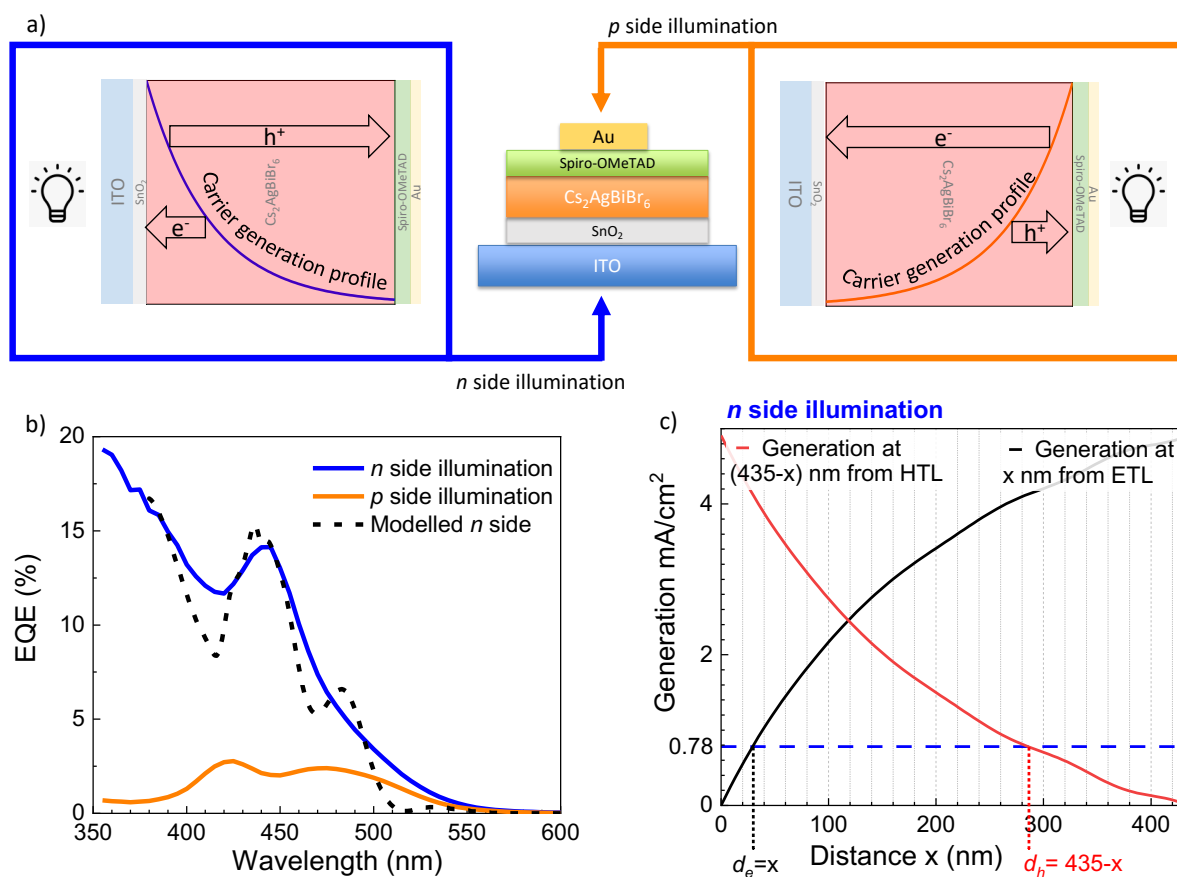 a)
p side illumination
ITO
SnO2
h+
e-
Cs2AgBiBr6
Carrier generation profile
Spiro-OMeTAD
Au
Au
Spiro-OMeTAD
Cs2AgBiBr6
SnO2
ITO
ITO
SnO2
e-
Cs2AgBiBr6
h+
Carrier generation profile
Spiro-OMeTAD
Au
n side illumination
b)
20
15
10
5
0
EQE (%)
n side illumination
p side illumination
Modelled n side
350
400
450
500
550
600
Wavelength (nm)
c)
n side illumination
Generation at
(435-x) nm from HTL
Generation at
x nm from ETL
Generation mA/cm2
4
2
0.78
0
0
100
200
300
400
Distance x (nm)
de=x
dh= 435-x